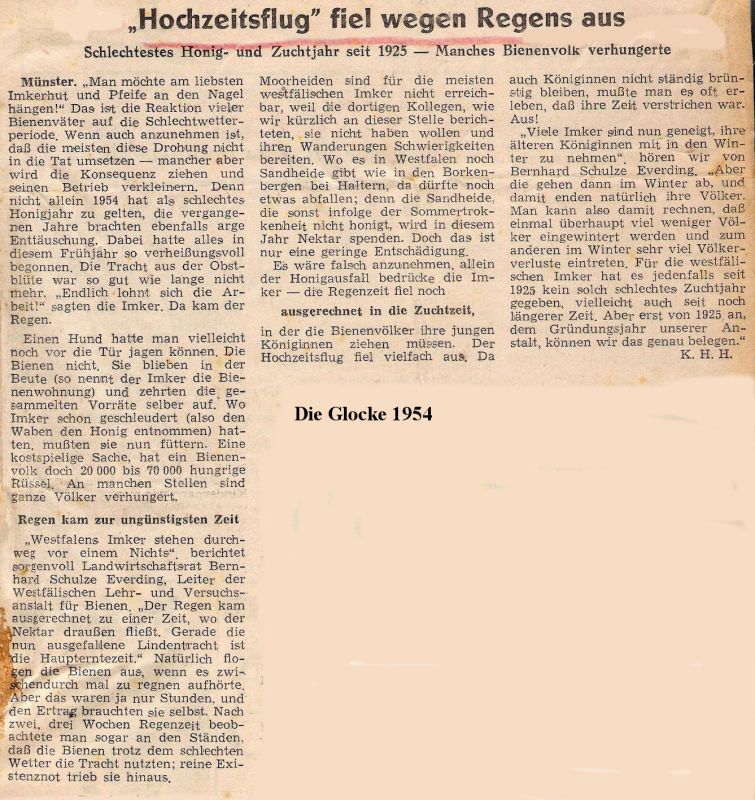 „Hochzeitsflug" fiel wegen Regens aus
Schlechtestes Honig- und Zuchtjahr seit 1925 — Manches Bienenvolk verhungerte
Münster. „Man möchte am liebsten
Imkerhut und Pfeife an den Nagel
hängen!" Das ist die Reaktion vieler
Bienenväter auf die Schlechtwetter-
periode. Wenn auch anzunehmen ist,
daß die meisten diese Drohung nicht
in die Tat umsetzen — mancher aber
wird die Konsequenz ziehen und
seinen Betrieb verkleinern. Denn
nicht allein 1954 hat als schlechtes
Honigjahr zu gelten, die vergange-
nen Jahre brachten ebenfalls arge
Enttäuschung. Dabei hatte alles in
diesem Frühjahr so verheißungsvoll
begonnen. Die Tracht aus der Obst-
blüte war so gut wie lange nicht
mehr. „Endlich lohnt sich die Ar-
beit!" sagten die Imker. Da kam der
Regen.
Einen Hund hatte man vielleicht
noch vor die Tür jagen können. Die
Bienen nicht. Sie blieben in der
Beute (so nennt der Imker die Bie-
nenwohnung) und zehrten die ge-
sammelten Vorräte selber auf. Wo
Imker schon geschleudert (also den
Waben den Honig entnommen) hat-
ten, mußten sie nun füttern. Eine
kostspielige Sache, hat ein Bienen-
volk doch 20 000 bis 70 000 hungrige
Rüssel. An manchen Stellen sind
ganze Völker verhungert.
Regen kam zur ungünstigsten Zeit
„Westfalens Imker stehen durch-
weg vor einem Nichts", berichtet
sorgenvoll Landwirtschaftsrat Bern-
hard Schulze Everding, Leiter der
Westfälischen Lehr- und Versuchs-
anstalt für Bienen. „Der Regen kam
ausgerechnet zu einer Zeit, wo der
Nektar draußen fließt. Gerade die
nun ausgefallene Lindentracht ist
die Haupterntezeit." Natürlich flo-
gen die Bienen aus, wenn es zwi-
schendurch mal zu regnen aufhörte.
Aber das waren ja nur Stunden, und
den Ertrag brauchten sie selbst. Nach
zwei, drei Wochen Regenzeit beob-
achtete man sogar an den Ständen,
daß die Bienen trotz dem schlechten
Wetter die Tracht nutzten; reine Exi-
stenznot trieb sie hinaus.
Moorheiden sind für die meisten
westfälischen Imker nicht erreich-
bar, weil die dortigen Kollegen, wie
wir kürzlich an dieser Stelle berich-
teten, sie nicht haben wollen und
ihren Wanderungen Schwierigkeiten
bereiten. Wo es in Westfalen noch
Sandheide gibt wie in den Borken-
bergen bei Haltern, da dürfte noch
etwas abfallen; denn die Sandheide,
die sonst infolge der Sommertrok-
kenheit nicht honigt, wird in diesem
Jahr Nektar spenden. Doch das ist
nur eine geringe Entschädigung.
Es wäre falsch anzunehmen, allein
der Honigausfall bedrücke die Im-
ker — die Regenzeit fiel noch
ausgerechnet in die Zuchtzeit,
in der die Bienenvölker ihre jungen
Königinnen ziehen müssen. Der
Hochzeitsflug fiel vielfach aus. Da
auch Königinnen nicht ständig brün-
stig bleiben, mußte man es oft er-
leben, daß ihre Zeit verstrichen war.
Aus!
„Viele Imker sind nun geneigt, ihre
älteren Königinnen mit in den Win-
ter zu nehmen", hören wir von
Bernhard Schulze Everding. „Aber
die gehen dann im Winter ab, und
damit enden natürlich ihre Völker.
Man kann also damit rechnen, daß
einmal überhaupt viel weniger Völ-
ker eingewintert werden und zum
anderen im Winter sehr viel Völker-
verluste eintreten. Für die westfäli-
schen Imker hat es jedenfalls seit
1925 kein solch schlechtes Zuchtjahr
gegeben, vielleicht auch seit noch
längerer Zeit. Aber erst von 1925 an,
dem Gründungsjahr unserer An-
stalt, können wir das genau belegen."
K. H. H.
Die Glocke 1954